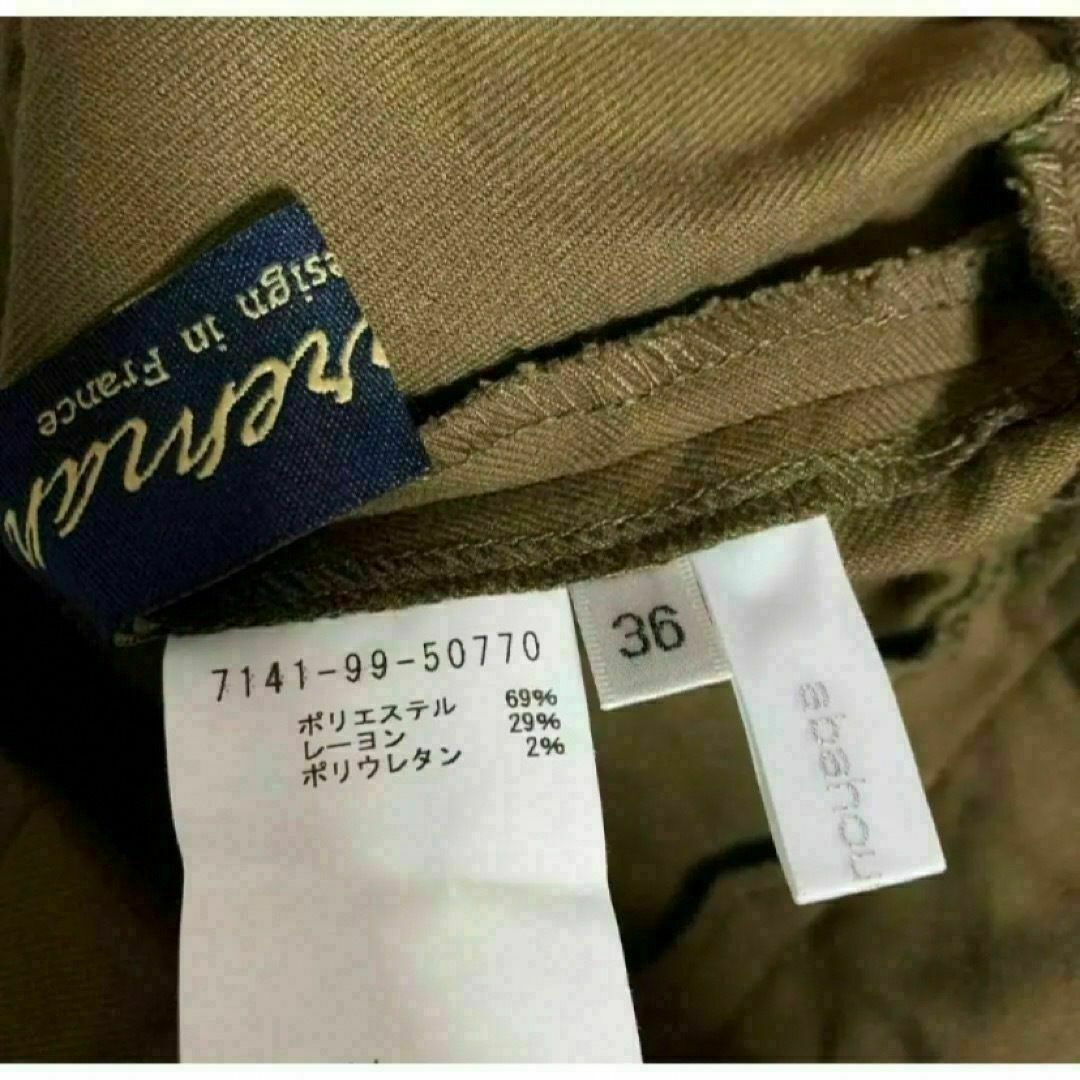 esign in France
7141-99-50770
ポリエステル 69%
レーヨン 29%
ポリウレタン 2%
36
abahou